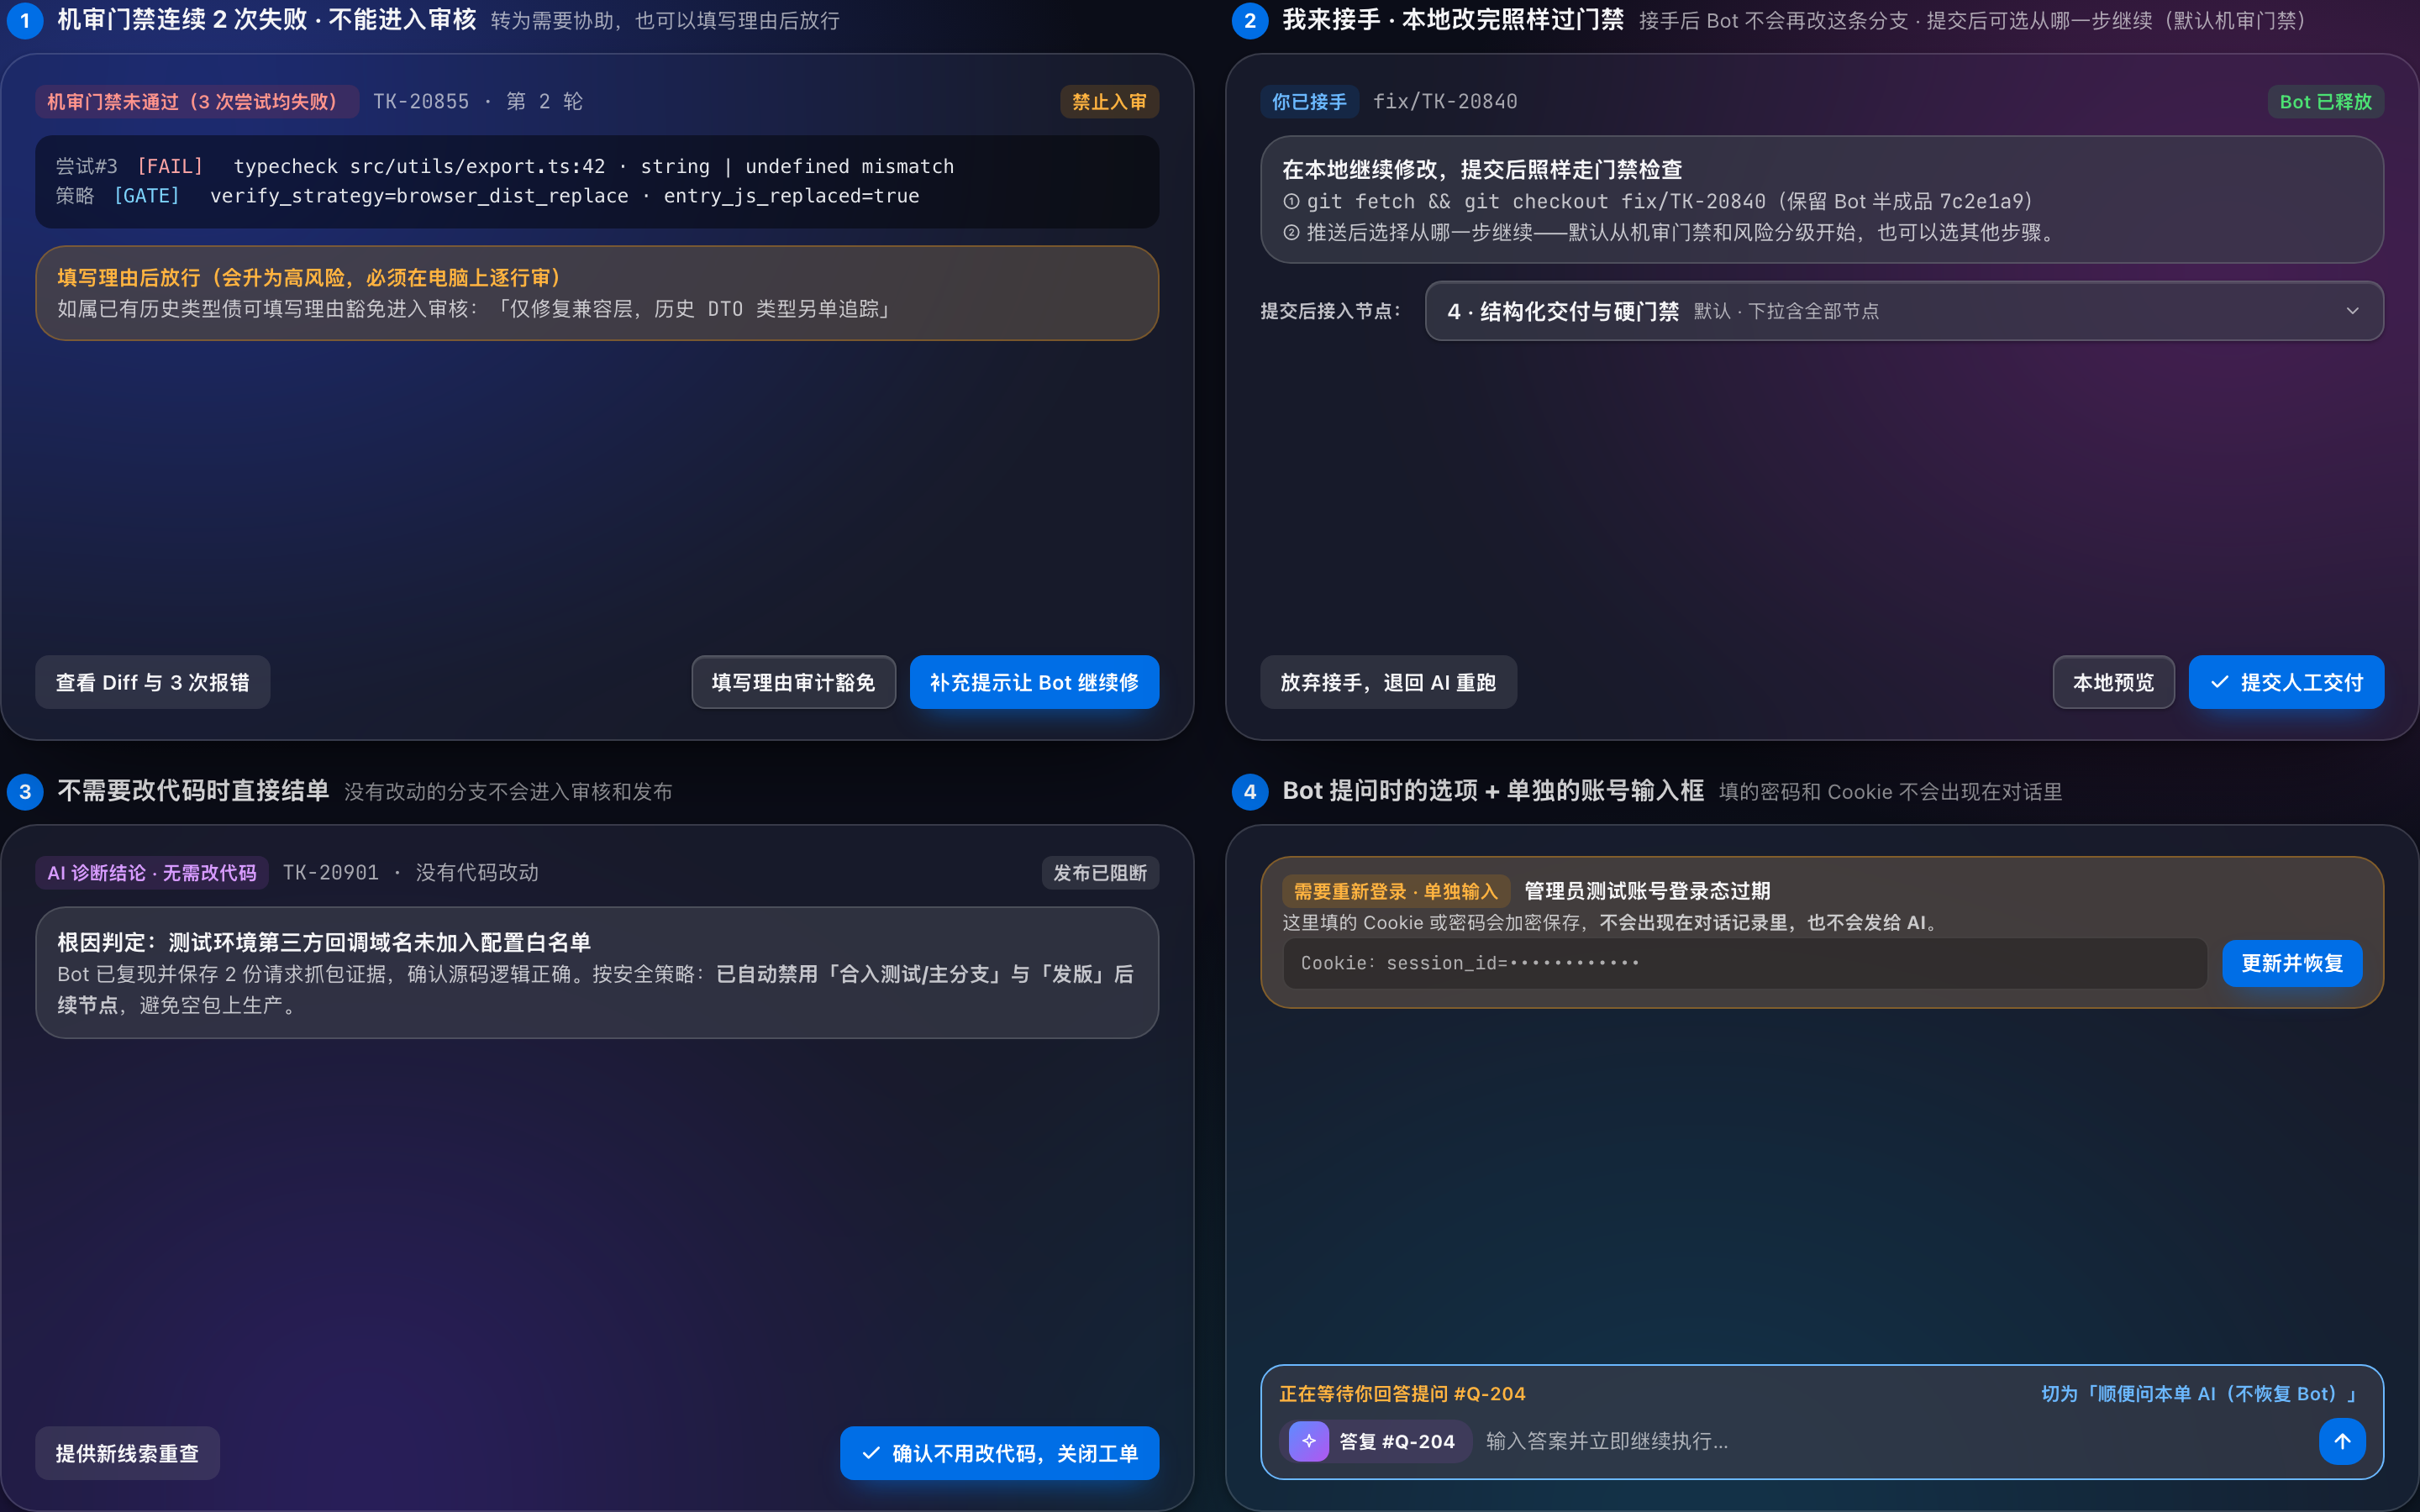 1 机审门禁连续 2 次失败 · 不能进入审核 转为需要协助，也可以填写理由后放行
机审门禁未通过（3 次尝试均失败） TK-20855 · 第 2 轮 禁止入审
尝试#3 [FAIL] typecheck src/utils/export.ts:42 · string | undefined mismatch
策略 [GATE] verify_strategy=browser_dist_replace · entry_js_replaced=true
填写理由后放行（会升为高风险，必须在电脑上逐行审）
如属已有历史类型债可填写理由豁免进入审核：「仅修复兼容层，历史 DTO 类型另单追踪」
查看 Diff 与 3 次报错 填写理由审计豁免 补充提示让 Bot 继续修
2 我来接手 · 本地改完照样过门禁 接手后 Bot 不会再改这条分支 · 提交后可选从哪一步继续（默认机审门禁）
你已接手 fix/TK-20840 Bot 已释放
在本地继续修改，提交后照样走门禁检查
① git fetch && git checkout fix/TK-20840（保留 Bot 半成品 7c2e1a9）
② 推送后选择从哪一步继续——默认从机审门禁和风险分级开始，也可以选其他步骤。
提交后接入节点： 4 · 结构化交付与硬门禁 默认 · 下拉含全部节点
放弃接手，退回 AI 重跑 本地预览 提交人工交付
3 不需要改代码时直接结单 没有改动的分支不会进入审核和发布
AI 诊断结论 · 无需改代码 TK-20901 · 没有代码改动 发布已阻断
根因判定：测试环境第三方回调域名未加入配置白名单
Bot 已复现并保存 2 份请求抓包证据，确认源码逻辑正确。按安全策略：已自动禁用「合入测试/主分支」与「发版」后
续节点，避免空包上生产。
提供新线索重查 确认不用改代码，关闭工单
4 Bot 提问时的选项 + 单独的账号输入框 填的密码和 Cookie 不会出现在对话里
需要重新登录 · 单独输入 管理员测试账号登录态过期
这里填的 Cookie 或密码会加密保存，不会出现在对话记录里，也不会发给 AI。
Cookie: session_id=•••••••••••• 更新并恢复
正在等待你回答提问 #Q-204 切为「顺便问本单 AI（不恢复 Bot）」
答复 #Q-204 输入答案并立即继续执行...